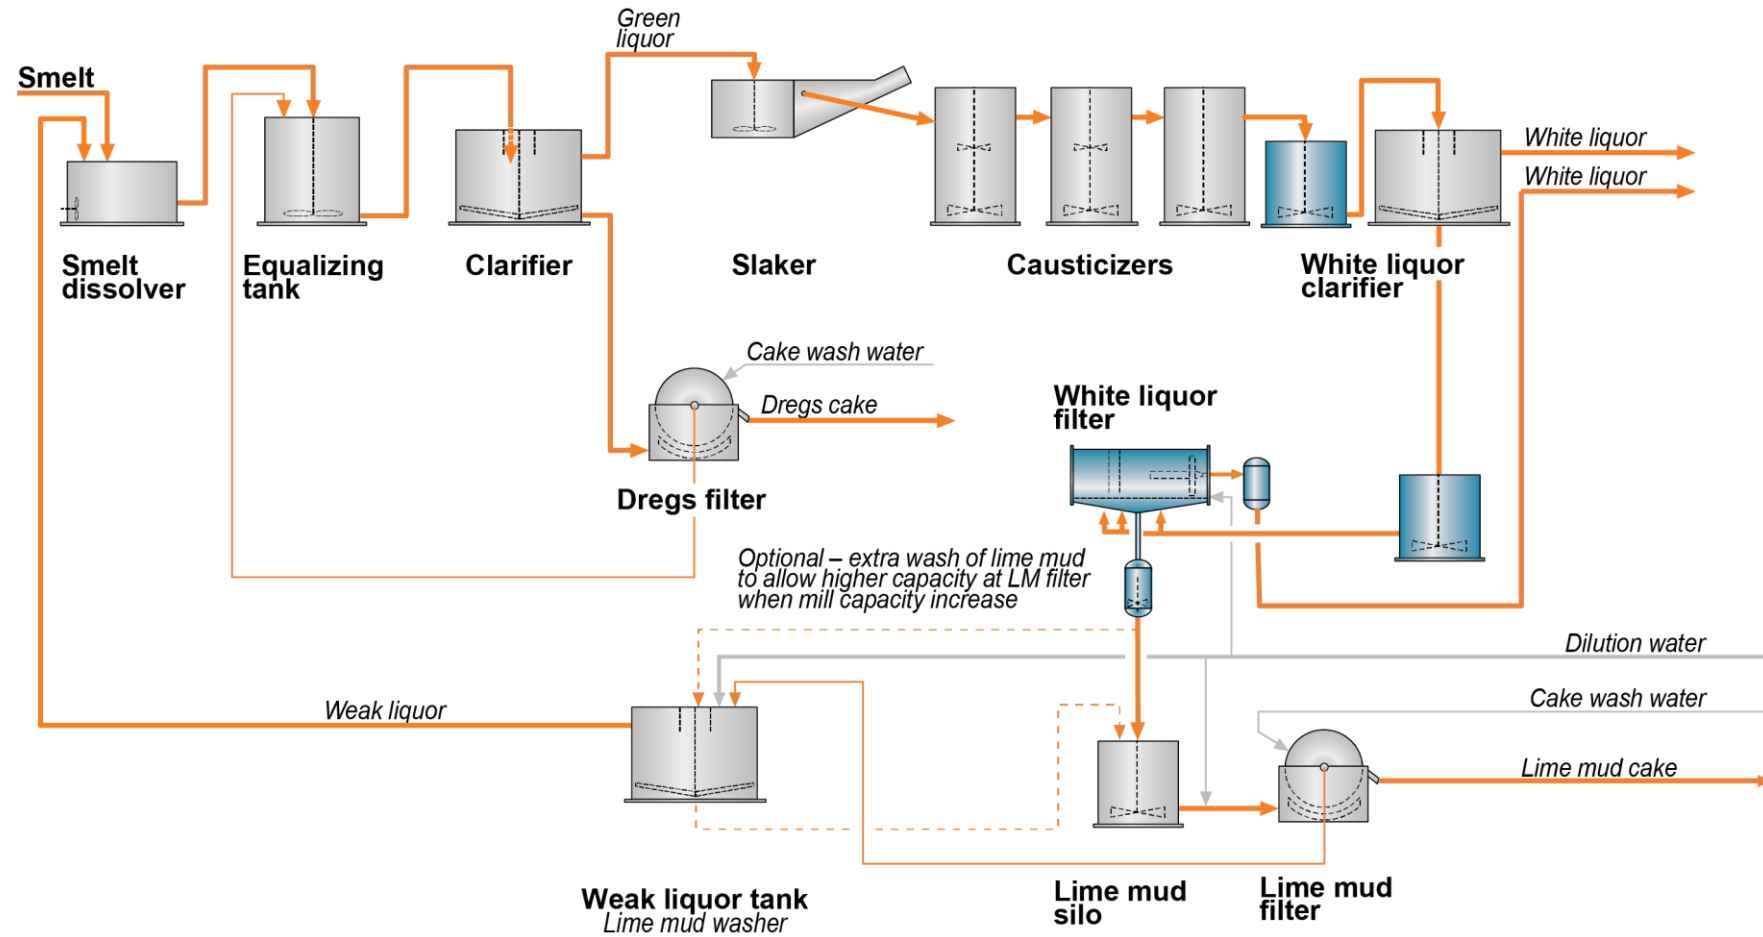 Green
liquor
Smelt
White liquor
White liquor
Smelt
dissolver
Equalizing
tank
Clarifier
Slaker
Causticizers
White liquor
clarifier
Cake wash water
Dregs cake
Dregs filter
White liquor
filter
Optional – extra wash of lime mud
to allow higher capacity at LM filter
when mill capacity increase
Dilution water
Weak liquor
Cake wash water
Lime mud cake
Weak liquor tank
Lime mud washer
Lime mud
silo
Lime mud
filter